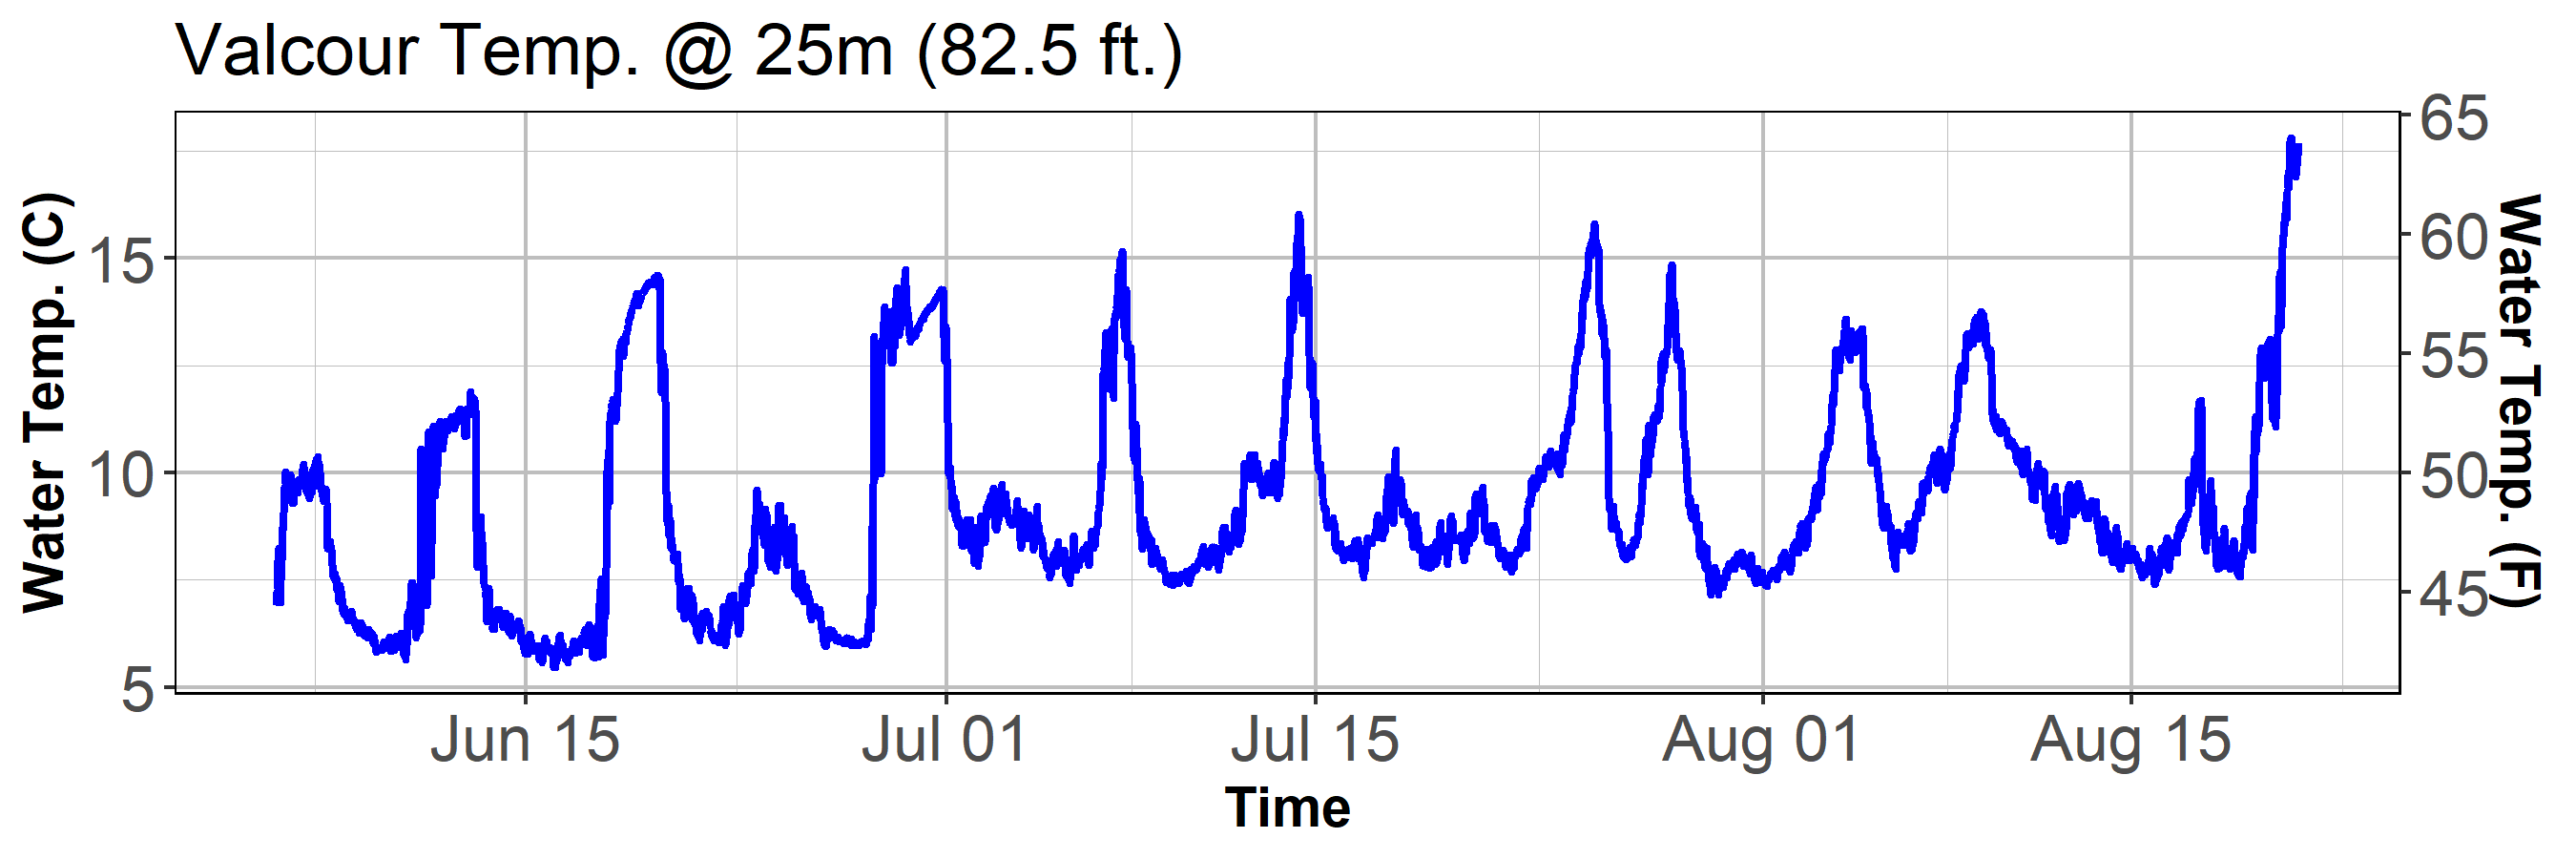 Valcour Temp. @ 25m (82.5 ft.)
Water Temp. (C)
15
10
5
65
60
55
50
45
Water Temp. (F)
Jun 15 Jul 01 Jul 15 Aug 01 Aug 15
Time